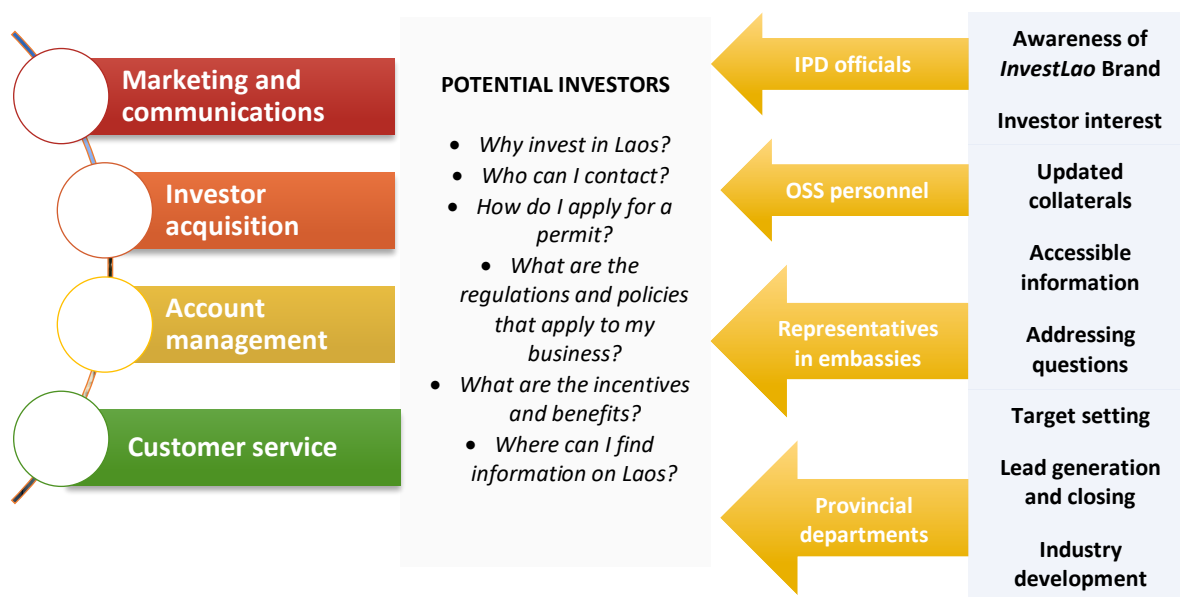 Marketing and
communications
Investor
acquisition
Account
management
Customer service
POTENTIAL INVESTORS
• Why invest in Laos?
• Who can I contact?
• How do I apply for a
permit?
• What are the
regulations and policies
that apply to my
business?
• What are the incentives
and benefits?
• Where can I find
information on Laos?
IPD officials
OSS personnel
Representatives
in embassies
Provincial
departments
Awareness of
InvestLao Brand
Investor interest
Updated
collaterals
Accessible
information
Addressing
questions
Target setting
Lead generation
and closing
Industry
development